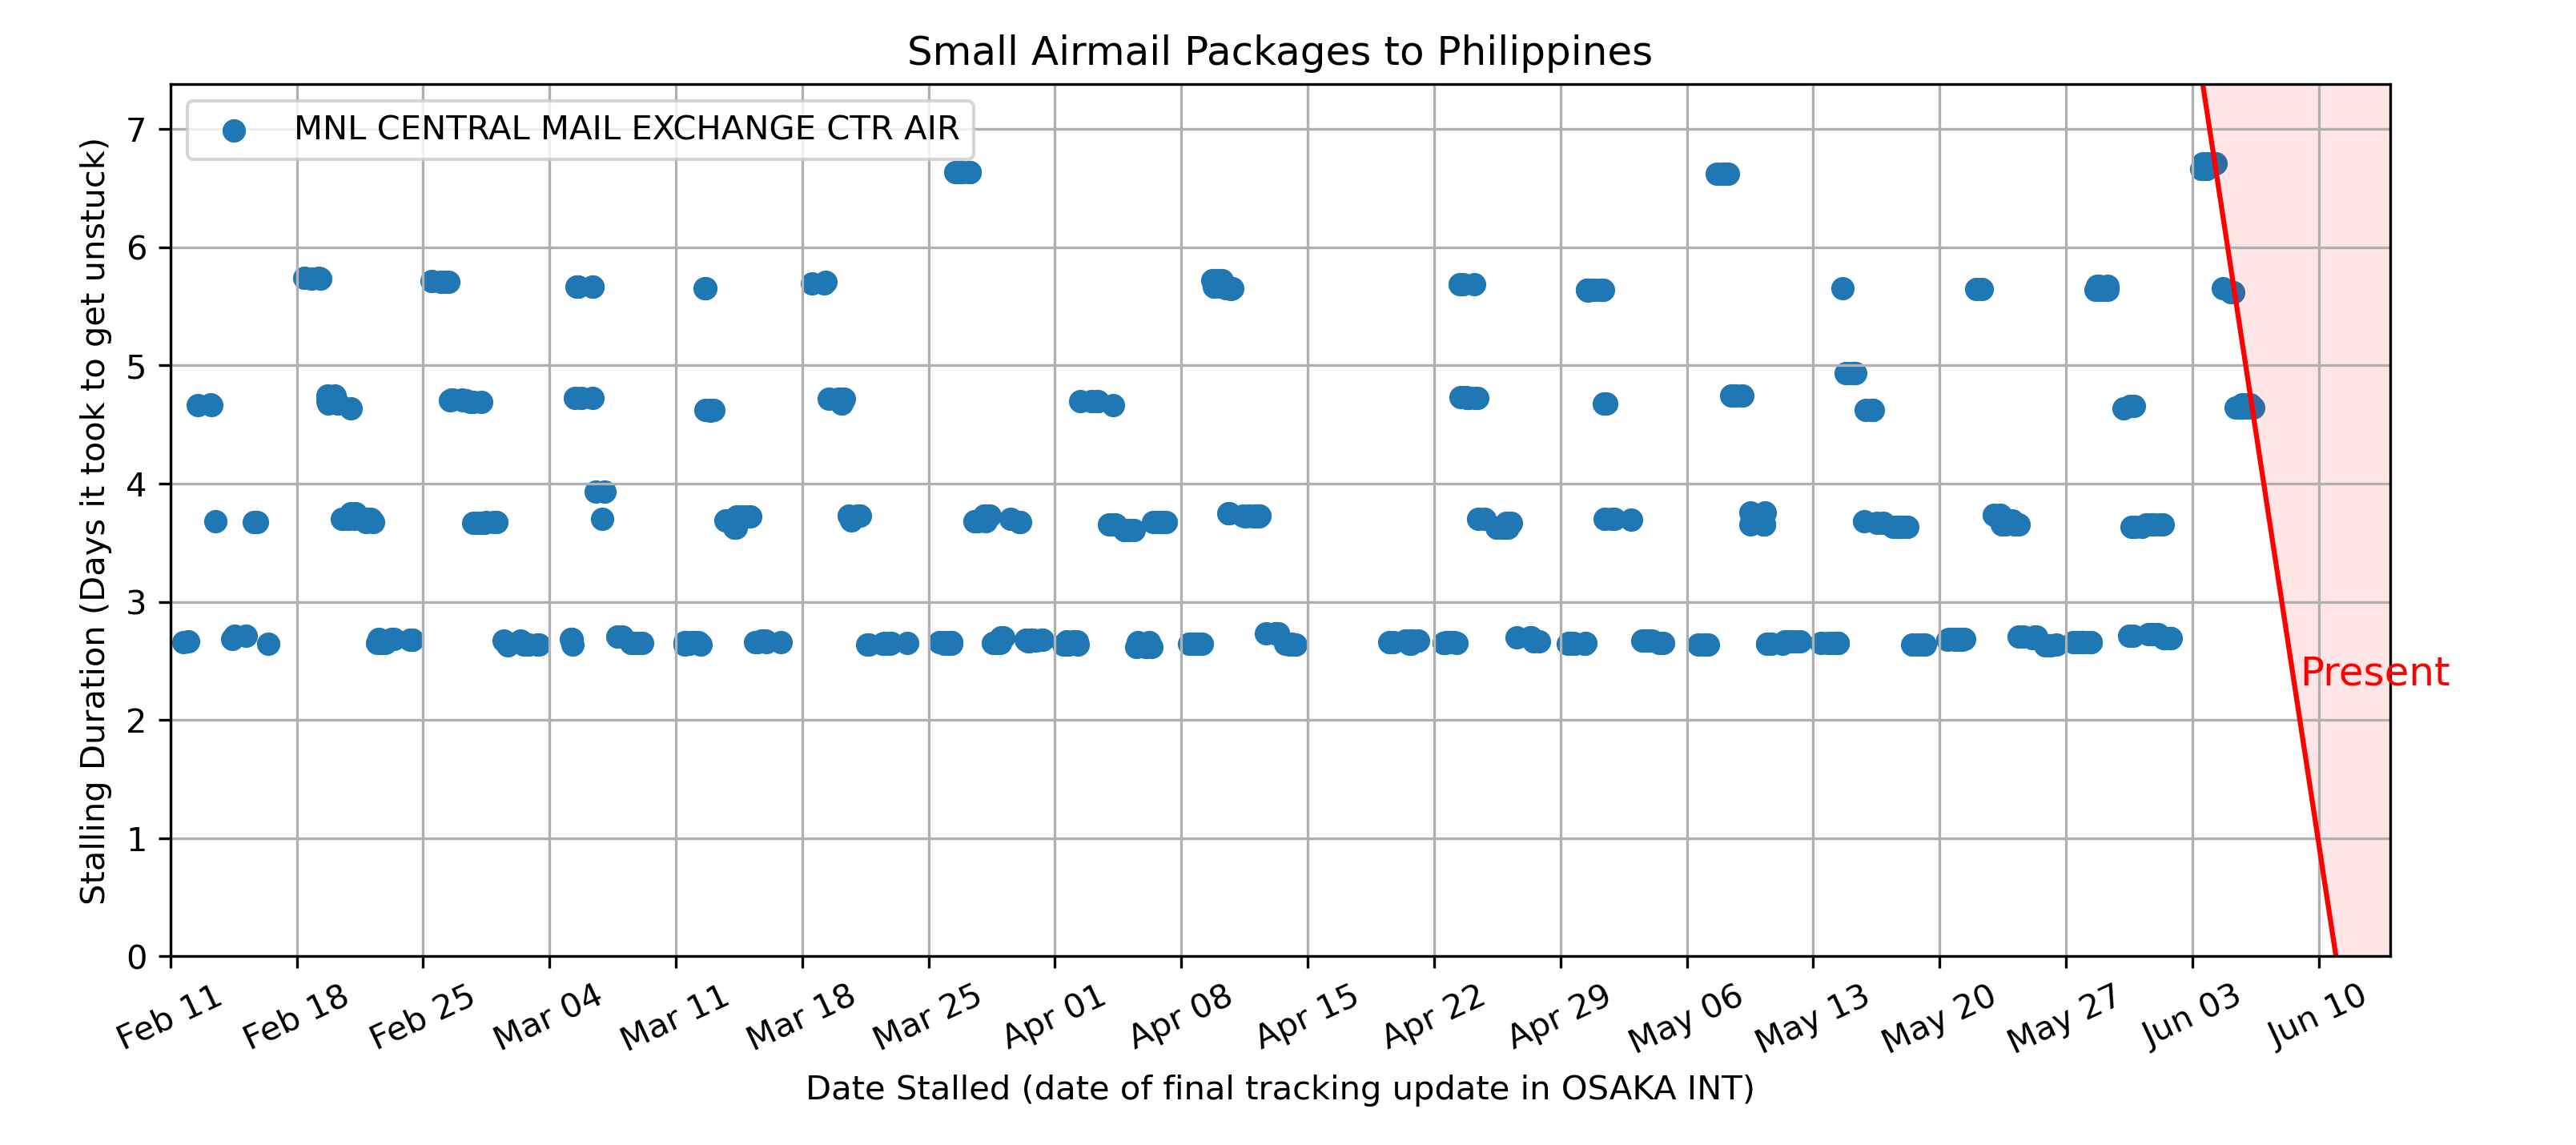 Small Airmail Packages to Philippines
MNL CENTRAL MAIL EXCHANGE CTR AIR
Stalling Duration (Days it took to get unstuck)
7
6
5
4
3
2
1
0
Present
Feb 11 Feb 18 Feb 25 Mar 04 Mar 11 Mar 18 Mar 25 Apr 01 Apr 08 Apr 15 Apr 22 Apr 29 May 06 May 13 May 20 May 27 Jun 03 Jun 10
Date Stalled (date of final tracking update in OSAKA INT)